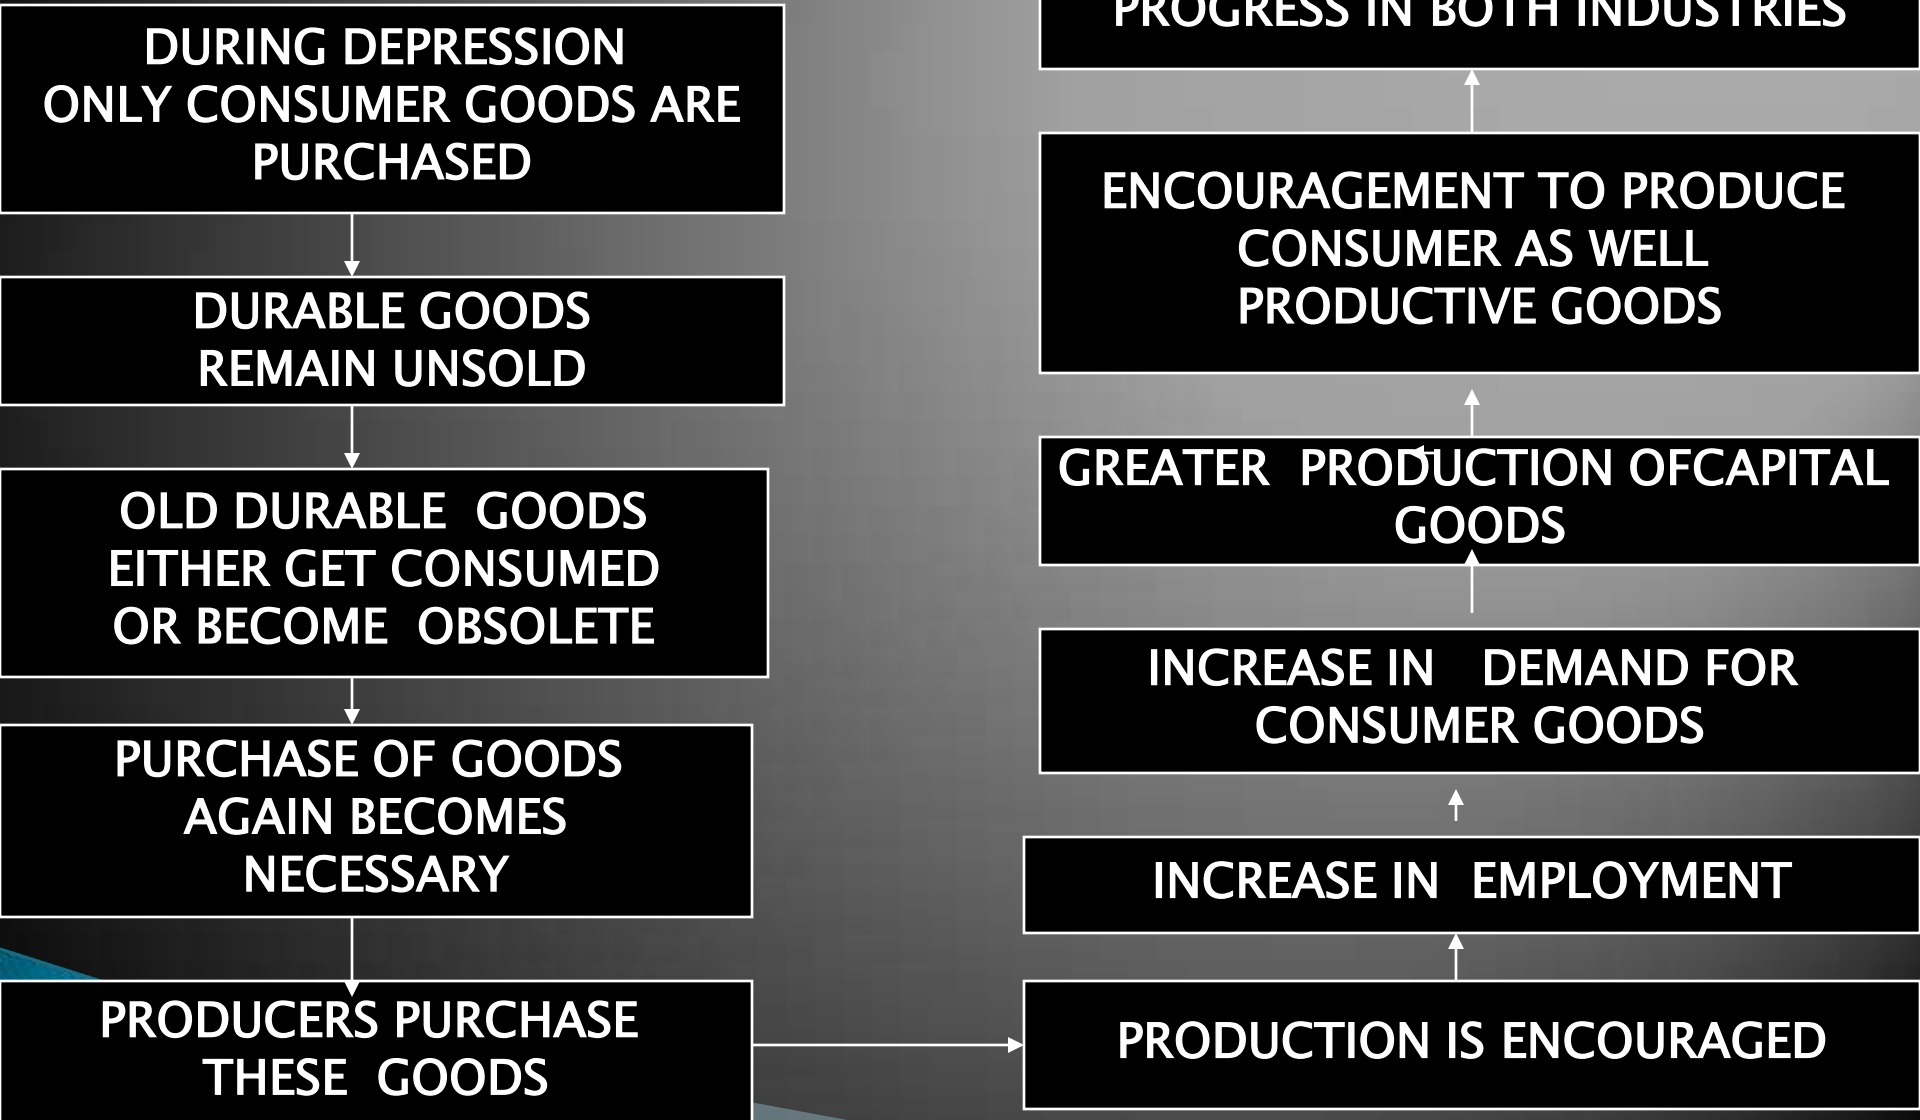 DURING DEPRESSION
ONLY CONSUMER GOODS ARE
PURCHASED
DURABLE GOODS
REMAIN UNSOLD
OLD DURABLE GOODS
EITHER GET CONSUMED
OR BECOME OBSOLETE
PURCHASE OF GOODS
AGAIN BECOMES
NECESSARY
PRODUCERS PURCHASE
THESE GOODS
PRODUCTION IS ENCOURAGED
INCREASE IN EMPLOYMENT
INCREASE IN DEMAND FOR
CONSUMER GOODS
GREATER PRODUCTION OFCAPITAL
GOODS
ENCOURAGEMENT TO PRODUCE
CONSUMER AS WELL
PRODUCTIVE GOODS
PROGRESS IN BOTH INDUSTRIES